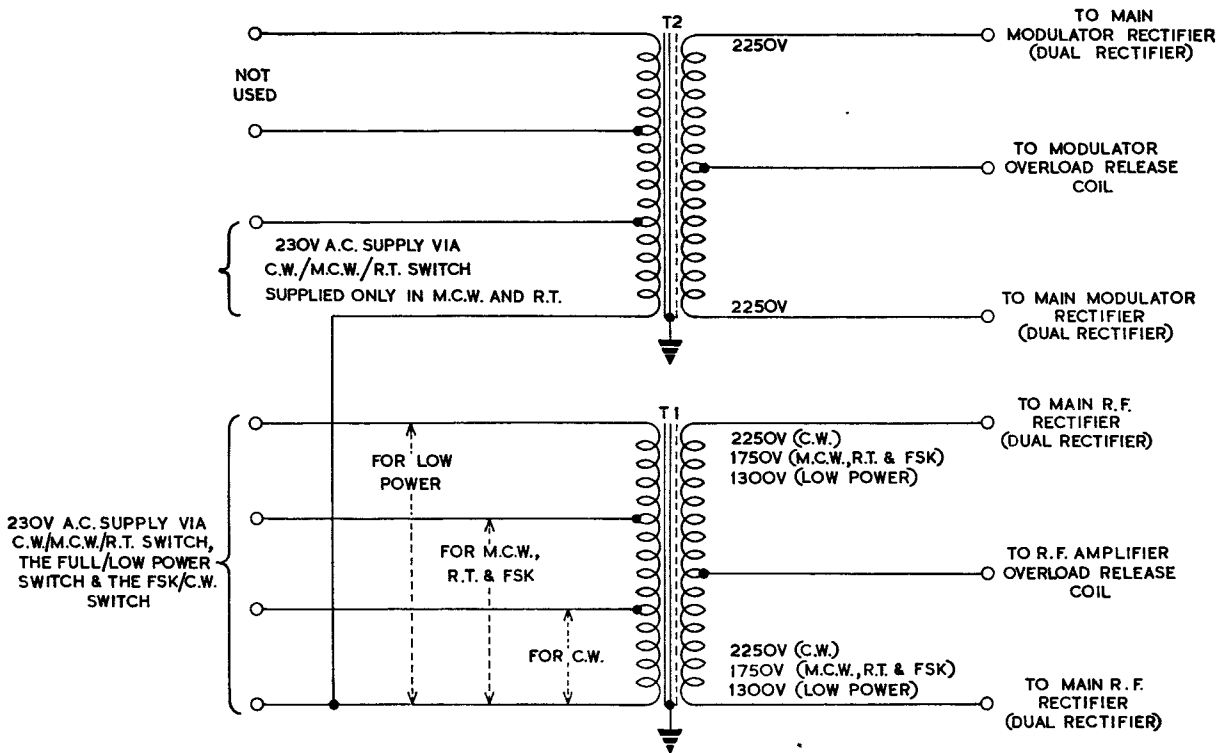 T2
TO MAIN
MODULATOR RECTIFIER
(DUAL RECTIFIER)
2250V
NOT
USED
TO MODULATOR
OVERLOAD RELEASE
COIL
230V A.C. SUPPLY VIA
C.W./M.C.W./R.T. SWITCH
SUPPLIED ONLY IN M.C.W. AND R.T.
2250V
TO MAIN MODULATOR
RECTIFIER
(DUAL RECTIFIER)
T1
TO MAIN R.F.
RECTIFIER
(DUAL RECTIFIER)
2250V (C.W.)
1750V (M.C.W., R.T. & FSK)
1300V (LOW POWER)
FOR LOW
POWER
230V A.C. SUPPLY VIA
C.W./M.C.W./R.T. SWITCH,
THE FULL/LOW POWER
SWITCH & THE FSK/C.W.
SWITCH
FOR M.C.W.,
R.T. & FSK
TO R.F. AMPLIFIER
OVERLOAD RELEASE
COIL
FOR C.W.
2250V (C.W.)
1750V (M.C.W., R.T. & FSK)
1300V (LOW POWER)
TO MAIN R.F.
RECTIFIER
(DUAL RECTIFIER)